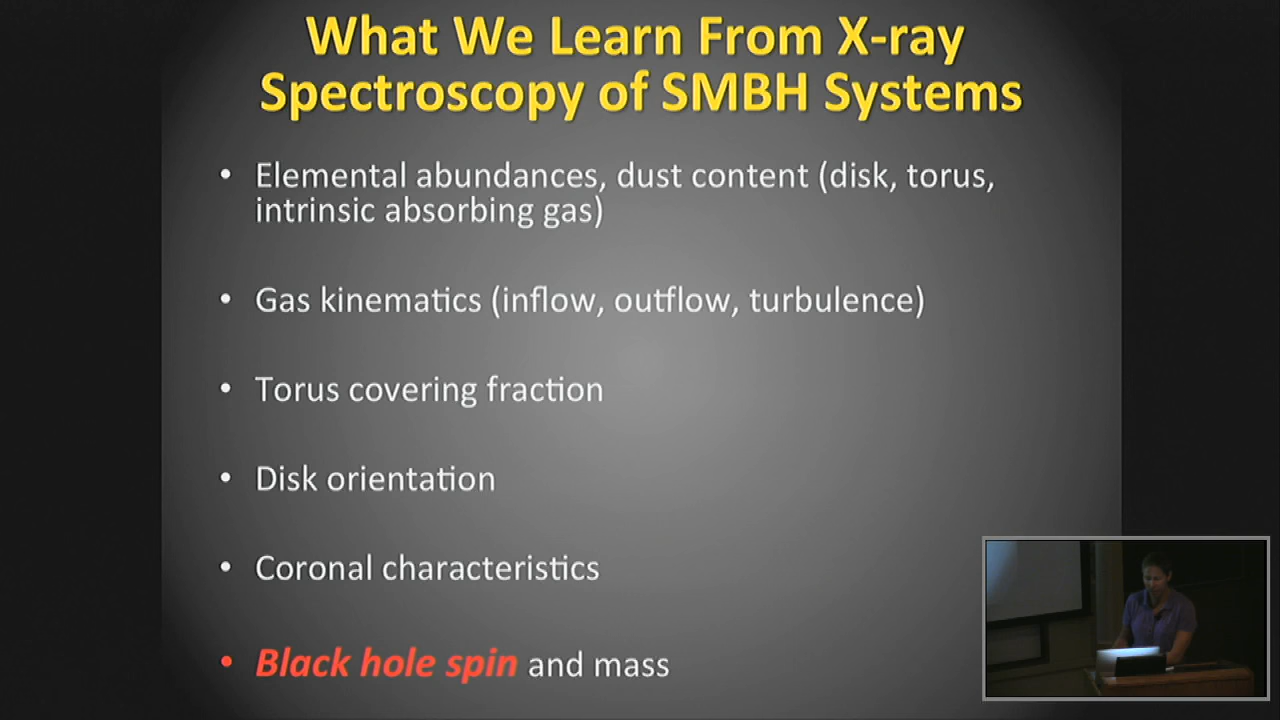 What We Learn From X-ray
Spectroscopy of SMBH Systems
• Elemental abundances, dust content (disk, torus,
intrinsic absorbing gas)
• Gas kinematics (inflow, outflow, turbulence)
• Torus covering fraction
• Disk orientation
• Coronal characteristics
• Black hole spin and mass